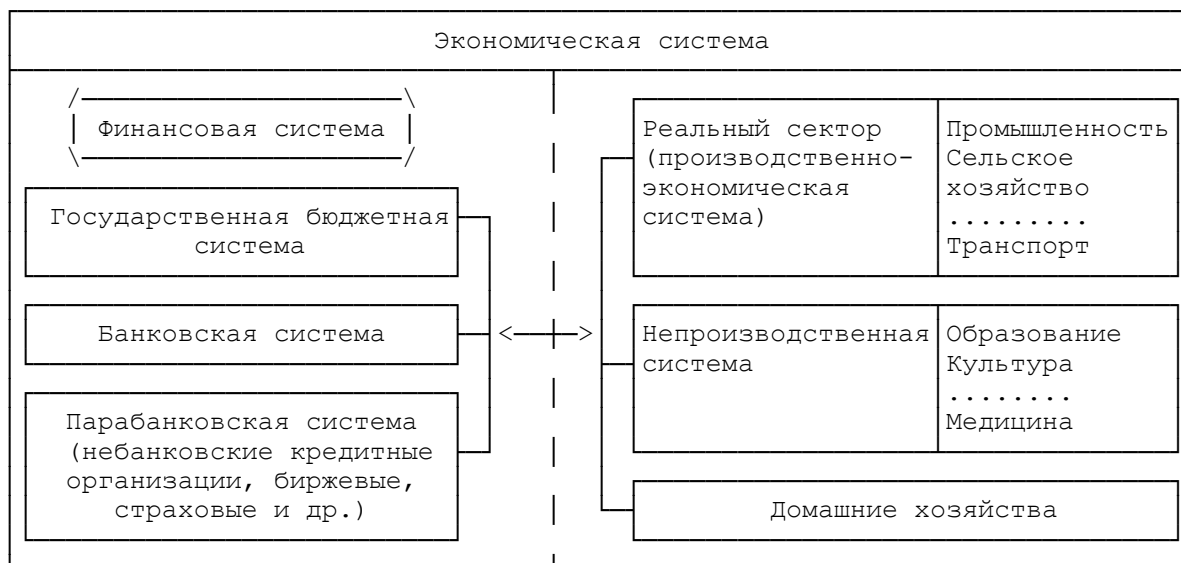 Экономическая система
Финансовая система
Государственная бюджетная
система
Банковская система
Парабанковская система
(небанковские кредитные
организации, биржевые,
страховые и др.)
Реальный сектор
(производственно-
экономическая
система)
Промышленность
Сельское
хозяйство
.........
Транспорт
Непроизводственная
система
Образование
Культура
........
Медицина
Домашние хозяйства